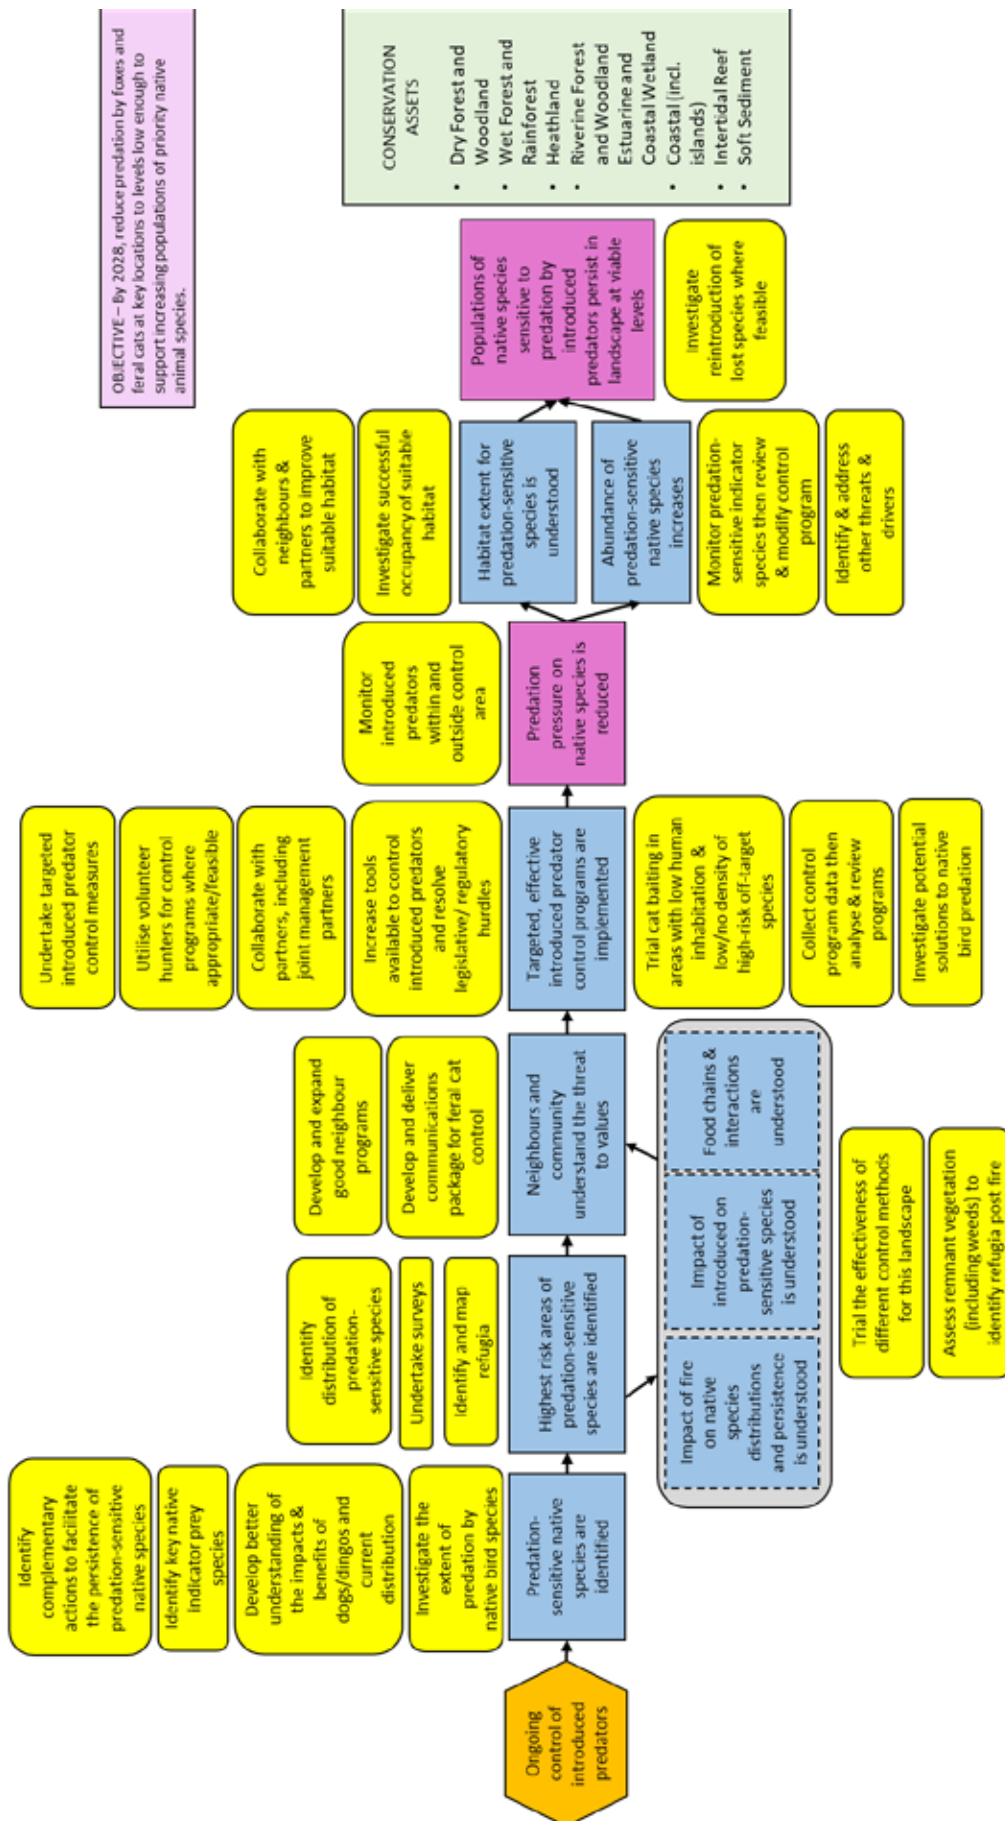 OBJECTIVE – By 2028, reduce predation by foxes and
feral cats at key locations to levels low enough to
support increasing populations of priority native
animal species.
Identify
complementary
actions to facilitate
the persistence of
predation-sensitive
native species
Identify key native
indicator prey
species
Develop better
understanding of
the impacts &
benefits of
dogs/dingos and
current
distribution
Investigate the
extent of
predation by
native bird species
Identify
distribution of
predation-
sensitive species
Undertake surveys
Identify and map
refugia
Develop and expand
good neighbour
programs
Develop and deliver
communications
package for feral cat
control
Undertake targeted
introduced predator
control measures
Utilise volunteer
hunters for control
programs where
appropriate/feasible
Collaborate with
partners, including
joint management
partners
Increase tools
available to control
introduced predators
and resolve
legislative/ regulatory
hurdles
Monitor
introduced
predators
within and
outside control
area
Collaborate with
neighbours &
partners to improve
suitable habitat
Investigate successful
occupancy of suitable
habitat
Ongoing
control of
introduced
predators
Predation-
sensitive native
species are
identified
Highest risk areas of
predation-sensitive
species are identified
Neighbours and
community
understand the threat
to values
Targeted, effective
introduced predator
control programs are
implemented
Predation
pressure on
native species is
reduced
Habitat extent for
predation-sensitive
species is
understood
Abundance of
predation-sensitive
native species
increases
Populations of
native species
sensitive to
predation by
introduced
predators persist in
landscape at viable
levels
CONSERVATION
ASSETS
• Dry Forest and
Woodland
• Wet Forest and
Rainforest
• Heathland
• Riverine Forest
and Woodland
Estuarine and
Coastal Wetland
• Coastal (incl.
islands)
• Intertidal Reef
• Soft Sediment
Impact of fire
on native
species
distributions
and persistence
is understood
Impact of
introduced on
predation-
sensitive species
is understood
Food chains &
interactions
are
understood
Trial the effectiveness of
different control methods
for this landscape
Assess remnant vegetation
(including weeds) to
identify refugia post fire
Trial cat baiting in
areas with low human
inhabitation &
low/no density of
high-risk off-target
species
Collect control
program data then
analyse & review
programs
Investigate potential
solutions to native
bird predation
Monitor predation-
sensitive indicator
species then review
& modify control
program
Identify & address
other threats &
drivers
Investigate
reintroduction of
lost species where
feasible